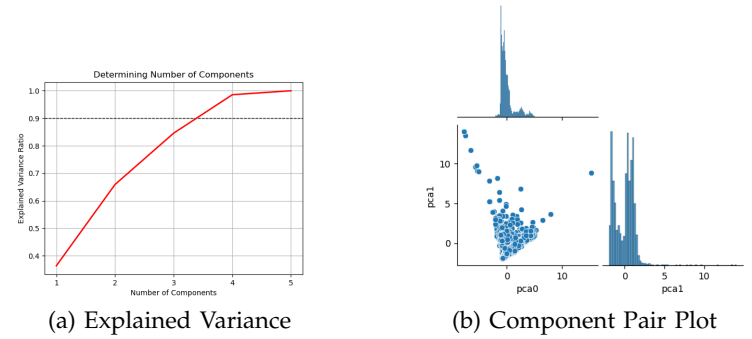 Determining Number of Components
Explained Variance Ratio
1.0
0.9
0.8
0.7
0.6
0.5
0.4
1 2 3 4 5
Number of Components
(a) Explained Variance
pca1
10
5
0
0 10
pca0
0 10
pca1
(b) Component Pair Plot